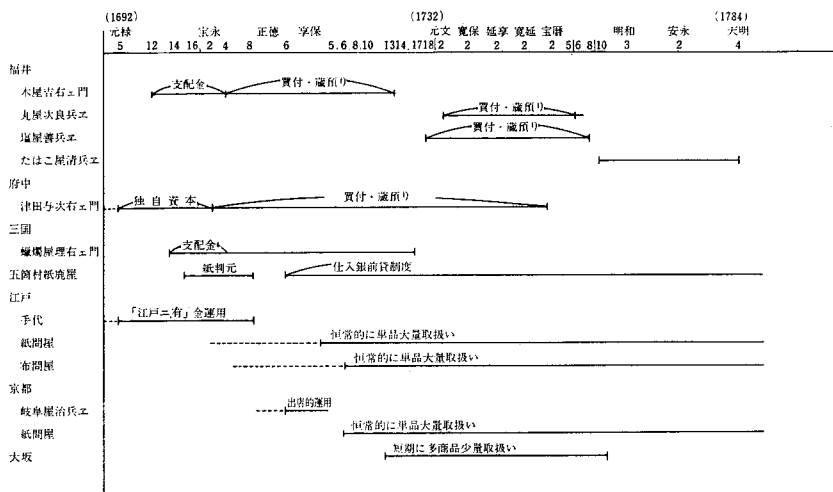 (1692) (1732) (1784)
元禄 宝永 正徳 享保 元文 寛保 延享 寛延 宝暦 明和 安永 天明
5 12 14 16 2 4 8 6 5.6 8.10 1314 1718 2 2 2 2 2 5 6 8 10 3 2 4
福井
木屋吉右ェ門 支配金 買付・蔵預り
丸屋次良兵ヱ 買付・蔵預り
塩屋善兵ヱ 買付・蔵預り
たはこ屋清兵ヱ
府中
津田与次右ェ門 独自資本 買付・蔵預り
三国
蠟燭屋理右ェ門 支配金
五箇村紙鹿屋 紙判元 仕入銀前貸制度
江戸
手代 「江戸ニ有」金運用
紙問屋 恒常的に単品大量取扱い
布問屋 恒常的に単品大量取扱い
京都
岐阜屋治兵ヱ 出店的運用
紙問屋 恒常的に単品大量取扱い
大坂 短期に多商品少量取扱い